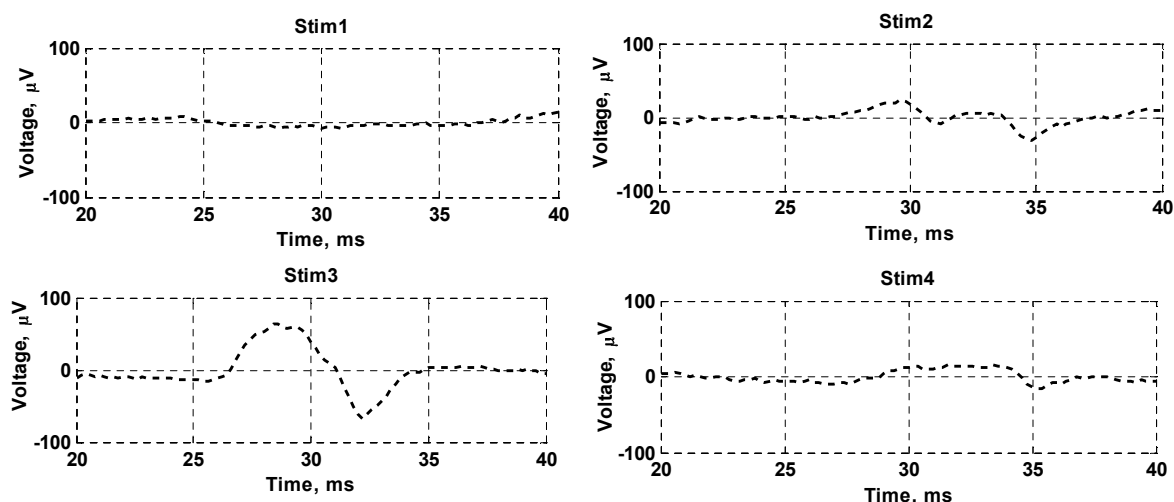 Stim1
100
0
-100
Voltage, μV
20 25 30 35 40
Time, ms
Stim2
100
0
-100
Voltage, μV
20 25 30 35 40
Time, ms
Stim3
100
0
-100
Voltage, μV
20 25 30 35 40
Time, ms
Stim4
100
0
-100
Voltage, μV
20 25 30 35 40
Time, ms